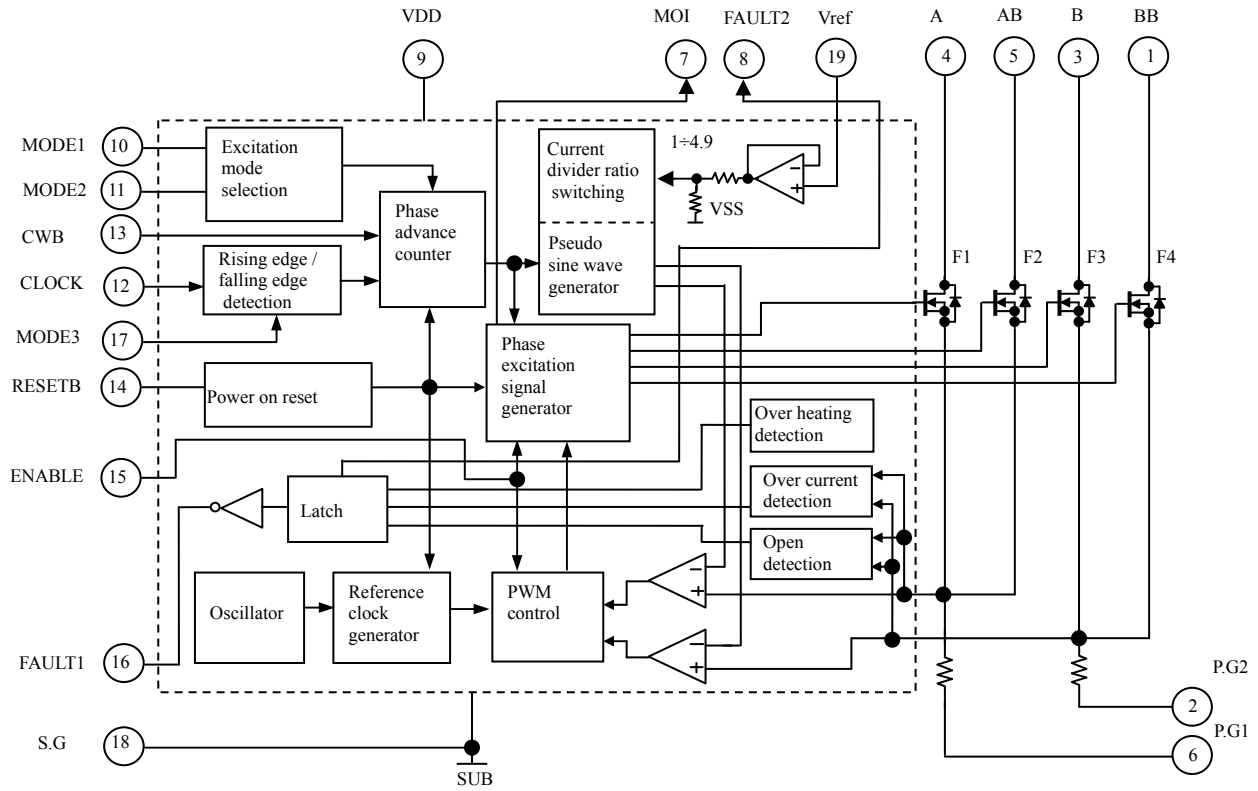 VDD
MOI
FAULT2
Vref
A
AB
B
BB
9
7
8
19
4
5
3
1
MODE1
10
MODE2
11
CWB
13
CLOCK
12
MODE3
17
RESETB
14
ENABLE
15
FAULT1
16
S.G
18
Excitation
mode
selection
Phase
advance
counter
Rising edge /
falling edge
detection
Power on reset
Current
divider ratio
switching
1÷4.9
VSS
Pseudo
sine wave
generator
Phase
excitation
signal
generator
F1
F2
F3
F4
Over heating
detection
Over current
detection
Open
detection
Latch
Oscillator
Reference
clock
generator
PWM
control
−
+
−
+
−
+
P.G2
2
P.G1
6
SUB